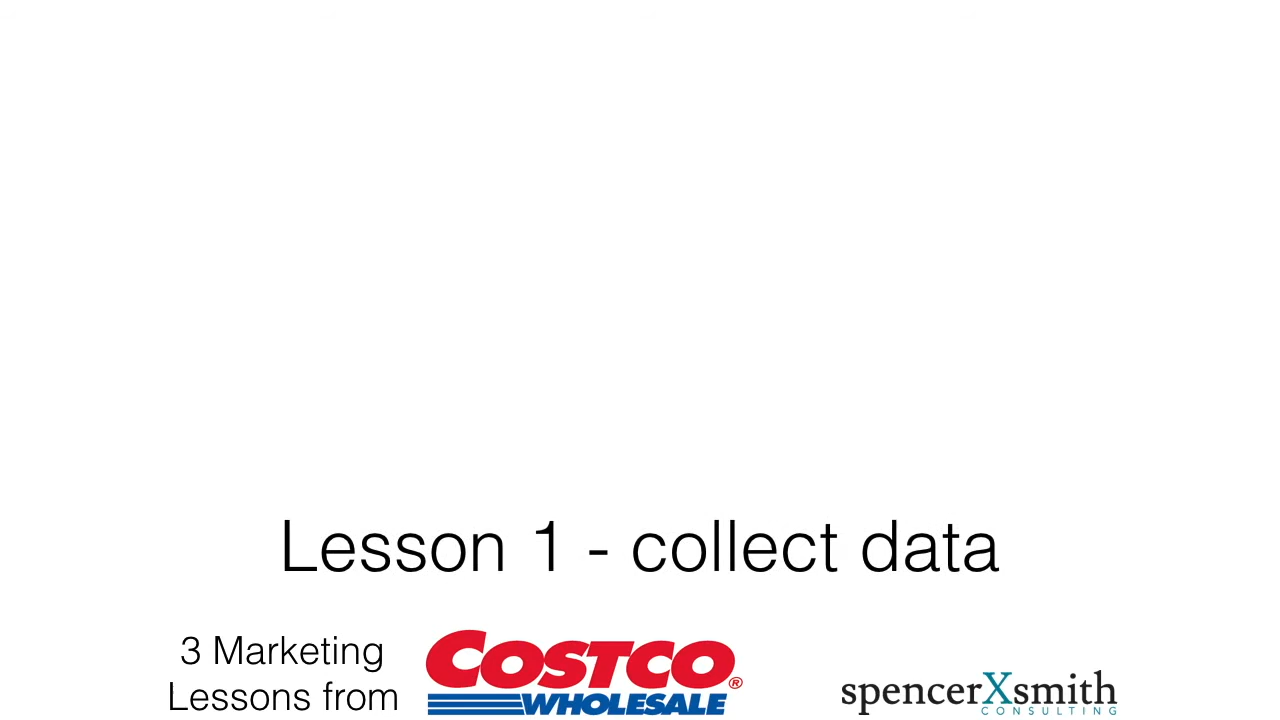 Lesson 1 - collect data
3 Marketing
Lessons from
COSTCO®
WHOLESALE
spencerXsmith
CONSULTING